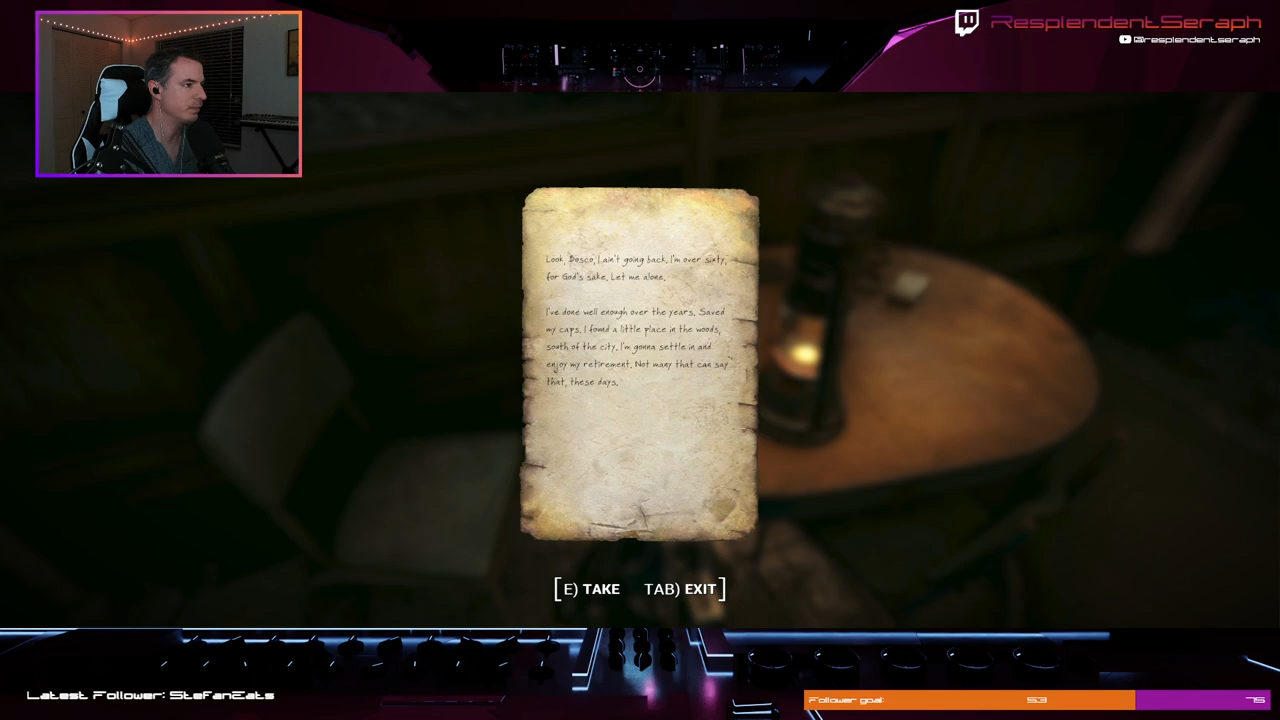 ResplendentSeraph
@resplendentseraph
Look, Bosco, I ain't going back. I'm over sixty,
for God's sake. Let me alone.
I've done well enough over the years. Saved
my caps. I found a little place in the woods,
south of the city. I'm gonna settle in and
enjoy my retirement. Not many that can say
that, these days.
[E) TAKE TAB) EXIT]
Latest Follower: StefanEats
Follower goal: 53 75